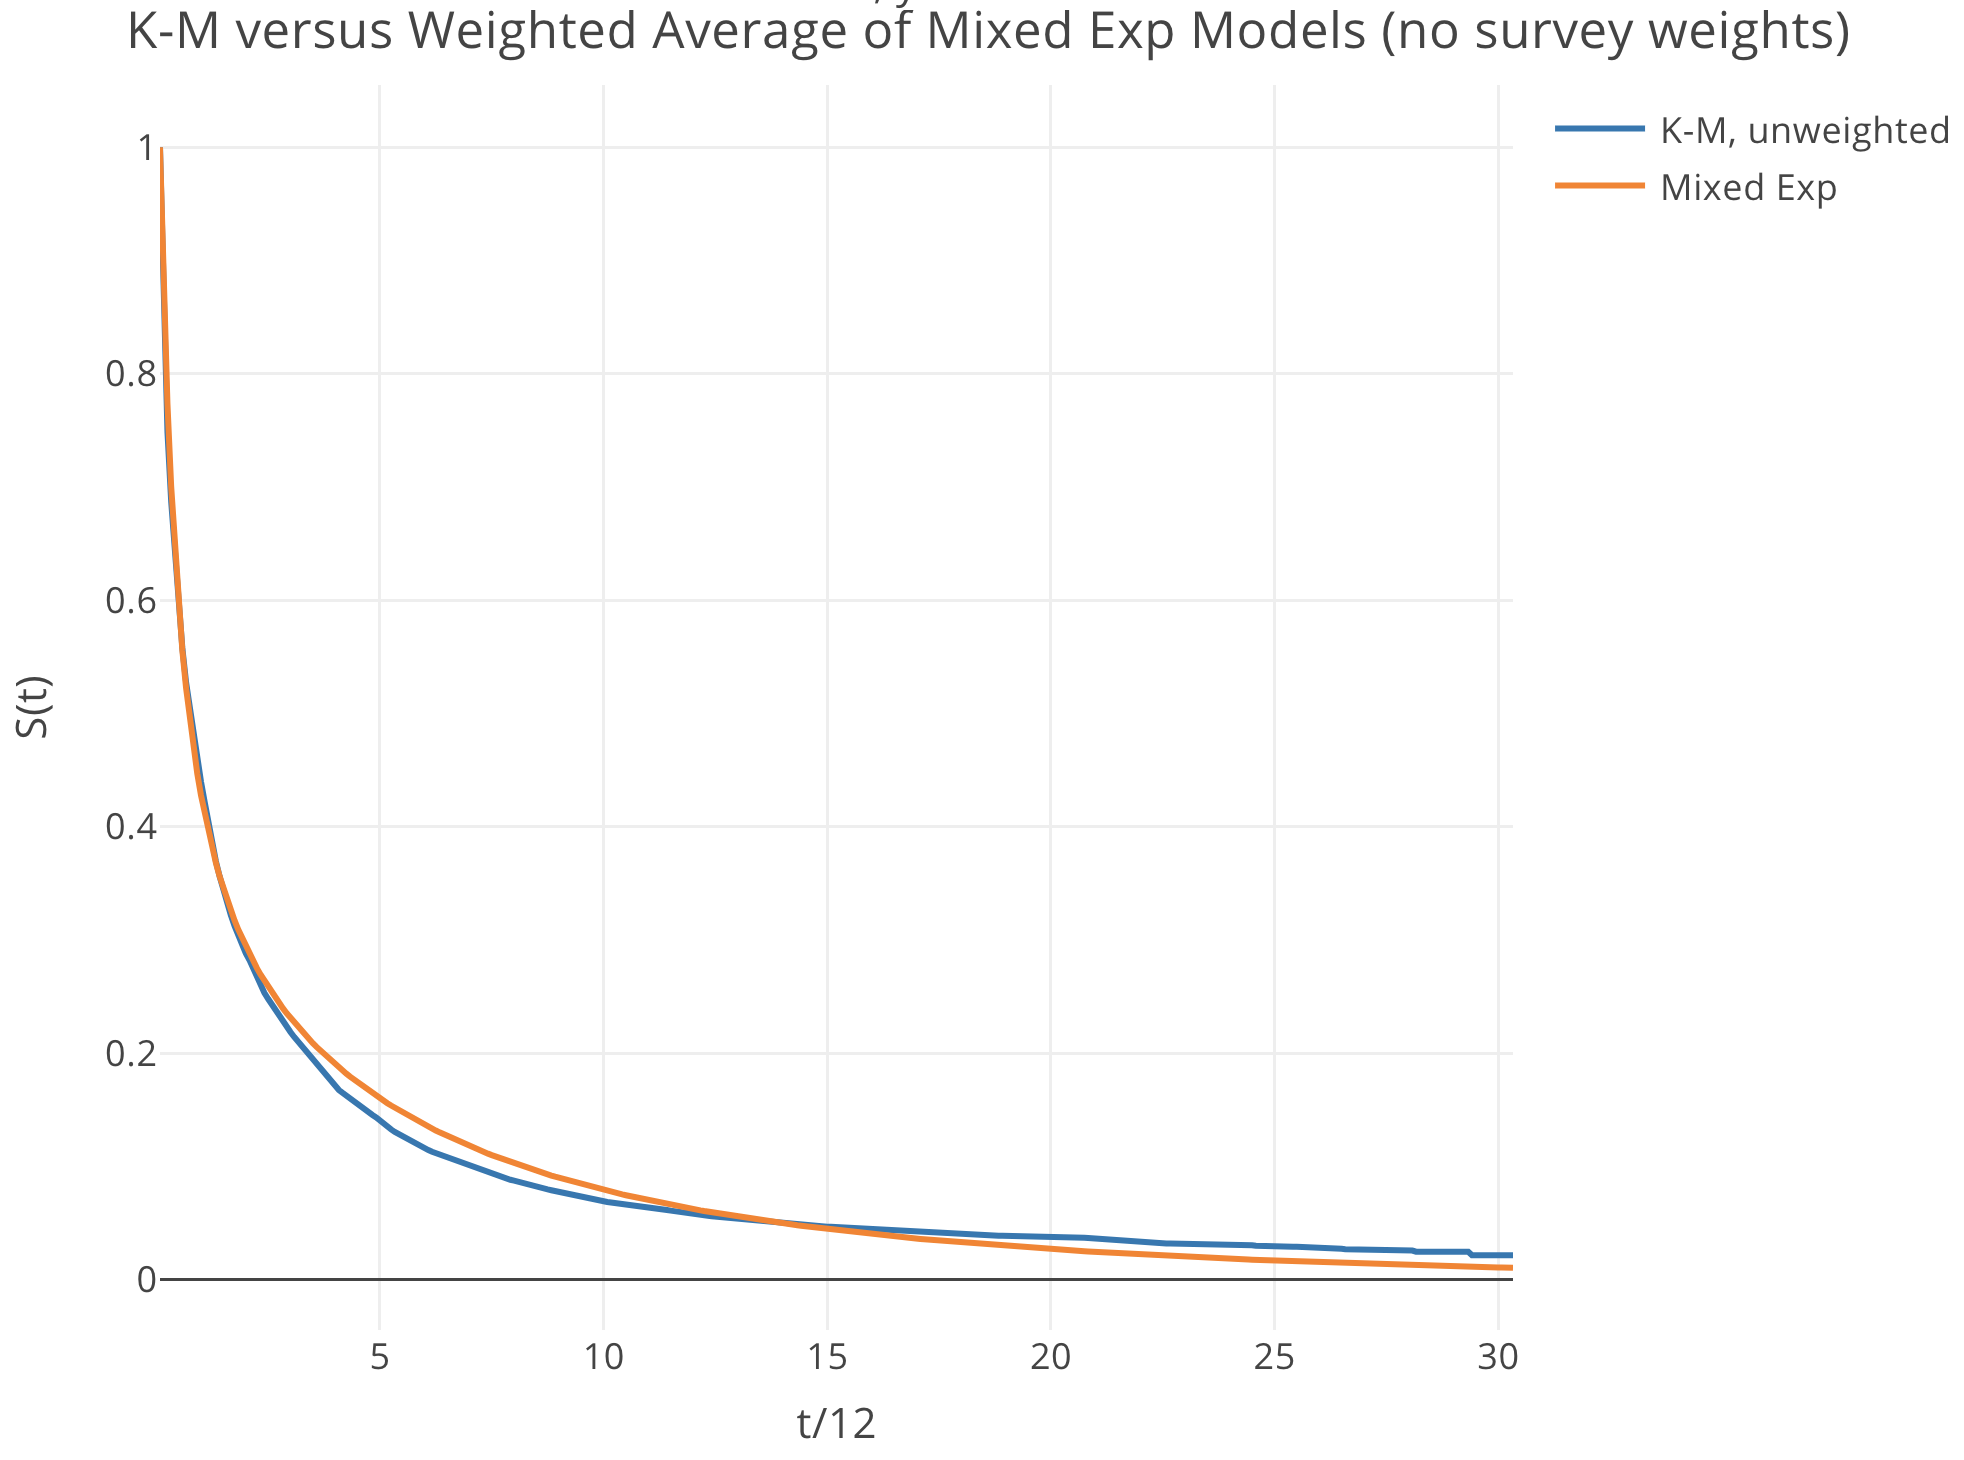 K-M versus Weighted Average of Mixed Exp Models (no survey weights)
K-M, unweighted
Mixed Exp
1
0.8
0.6
0.4
0.2
0
S(t)
5 10 15 20 25 30
t/12